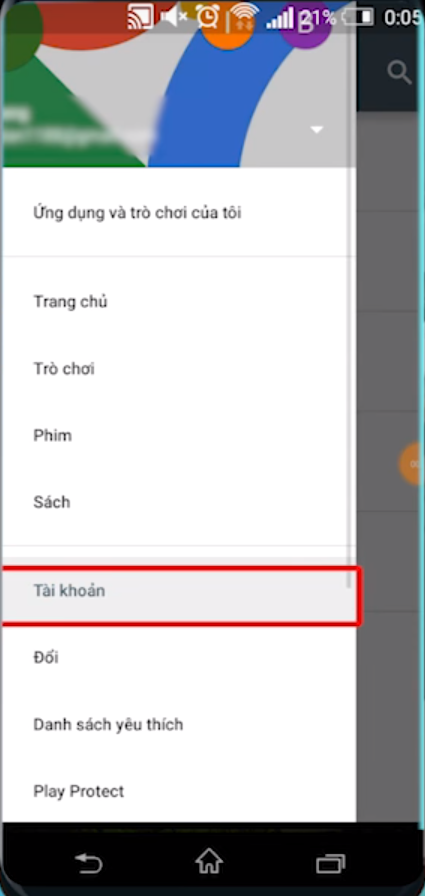 21%
0:05
B
Ứng dụng và trò chơi của tôi
Trang chủ
Trò chơi
Phim
Sách
Tài khoản
Đổi
Danh sách yêu thích
Play Protect